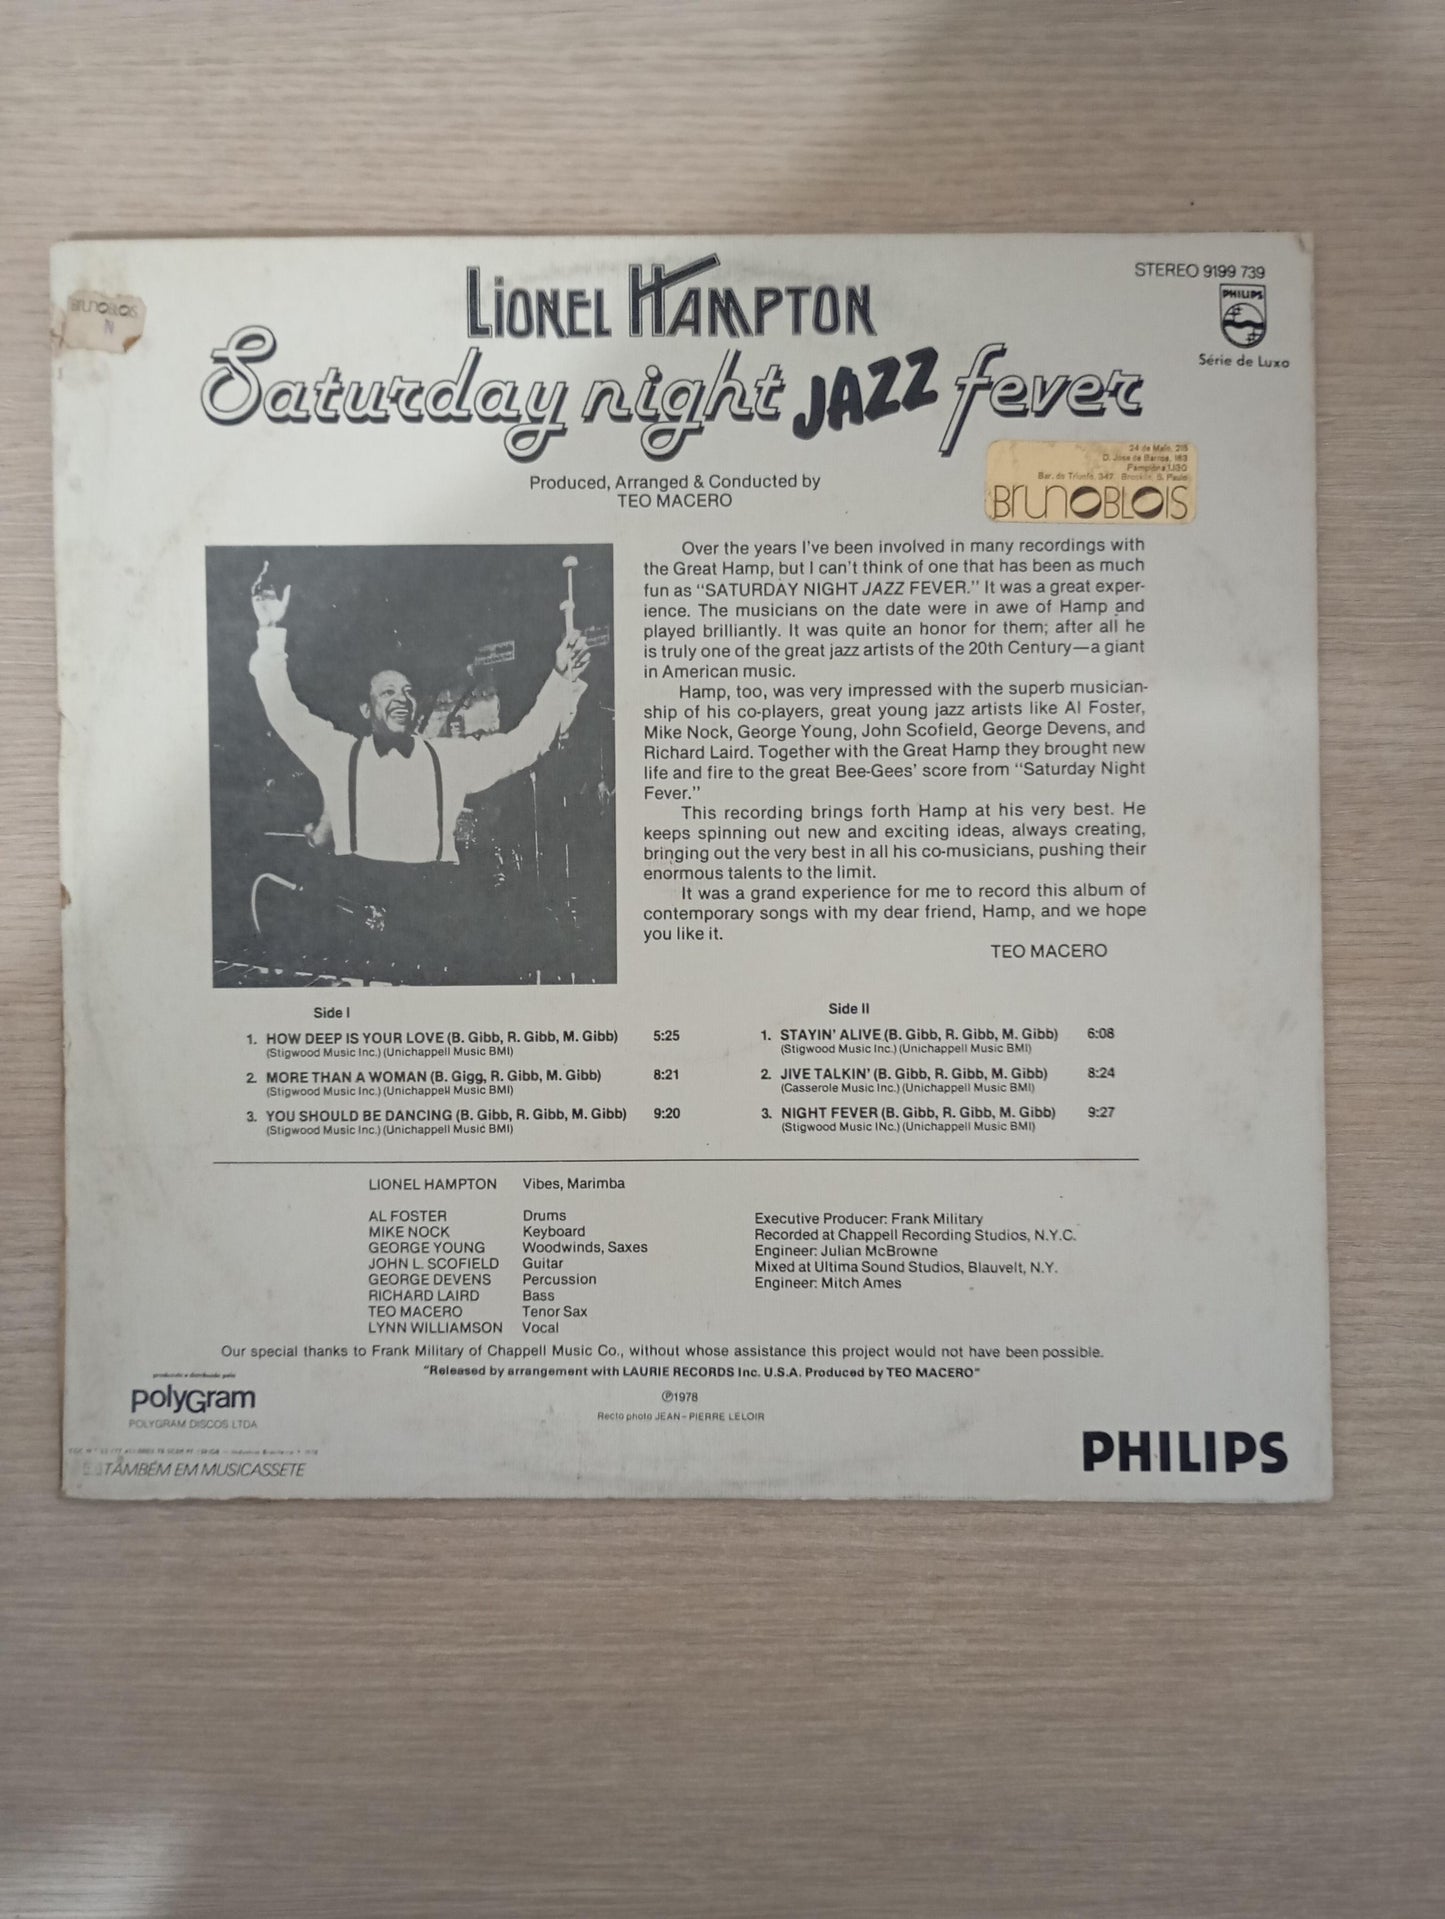 LIONEL HAMPTON
STEREO 9199 739
PHILIPS
Série de Luxo
BRUNOBLOIS
N
Saturday night JAZZ fever
24 de Maio, 215
D. Jose de Barros, 163
Bar. de Triunfo, 347, Brooklin, S. Paulo
BRUNOBLOIS
Produced, Arranged & Conducted by
TEO MACERO
Over the years I've been involved in many recordings with
the Great Hamp, but I can't think of one that has been as much
fun as "SATURDAY NIGHT JAZZ FEVER." It was a great exper-
ience. The musicians on the date were in awe of Hamp and
played brilliantly. It was quite an honor for them; after all he
is truly one of the great jazz artists of the 20th Century—a giant
in American music.
Hamp, too, was very impressed with the superb musician-
ship of his co-players, great young jazz artists like Al Foster,
Mike Nock, George Young, John Scofield, George Devens, and
Richard Laird. Together with the Great Hamp they brought new
life and fire to the great Bee-Gees' score from "Saturday Night
Fever."
This recording brings forth Hamp at his very best. He
keeps spinning out new and exciting ideas, always creating,
bringing out the very best in all his co-musicians, pushing their
enormous talents to the limit.
It was a grand experience for me to record this album of
contemporary songs with my dear friend, Hamp, and we hope
you like it.
TEO MACERO
Side I
1. HOW DEEP IS YOUR LOVE (B. Gibb, R. Gibb, M. Gibb) 5:25
(Stigwood Music Inc.) (Unichappell Music BMI)
2. MORE THAN A WOMAN (B. Gigg, R. Gibb, M. Gibb) 8:21
(Stigwood Music Inc.) (Unichappell Music BMI)
3. YOU SHOULD BE DANCING (B. Gibb, R. Gibb, M. Gibb) 9:20
(Stigwood Music Inc.) (Unichappell Music BMI)
Side II
1. STAYIN' ALIVE (B. Gibb, R. Gibb, M. Gibb) 6:08
(Stigwood Music Inc.) (Unichappell Music BMI)
2. JIVE TALKIN' (B. Gibb, R. Gibb, M. Gibb) 8:24
(Casserole Music Inc.) (Unichappell Music BMI)
3. NIGHT FEVER (B. Gibb, R. Gibb, M. Gibb) 9:27
(Stigwood Music INc.) (Unichappell Music BMI)
LIONEL HAMPTON Vibes, Marimba
AL FOSTER Drums
MIKE NOCK Keyboard
GEORGE YOUNG Woodwinds, Saxes
JOHN L. SCOFIELD Guitar
GEORGE DEVENS Percussion
RICHARD LAIRD Bass
TEO MACERO Tenor Sax
LYNN WILLIAMSON Vocal
Executive Producer: Frank Military
Recorded at Chappell Recording Studios, N.Y.C.
Engineer: Julian McBrowne
Mixed at Ultima Sound Studios, Blauvelt, N.Y.
Engineer: Mitch Ames
Our special thanks to Frank Military of Chappell Music Co., without whose assistance this project would not have been possible.
"Released by arrangement with LAURIE RECORDS Inc. U.S.A. Produced by TEO MACERO"
℗1978
Recto photo JEAN-PIERRE LELOIR
produzido e distribuído pela
polyGram
POLYGRAM DISCOS LTDA
TAMBÉM EM MUSICASSETE
PHILIPS